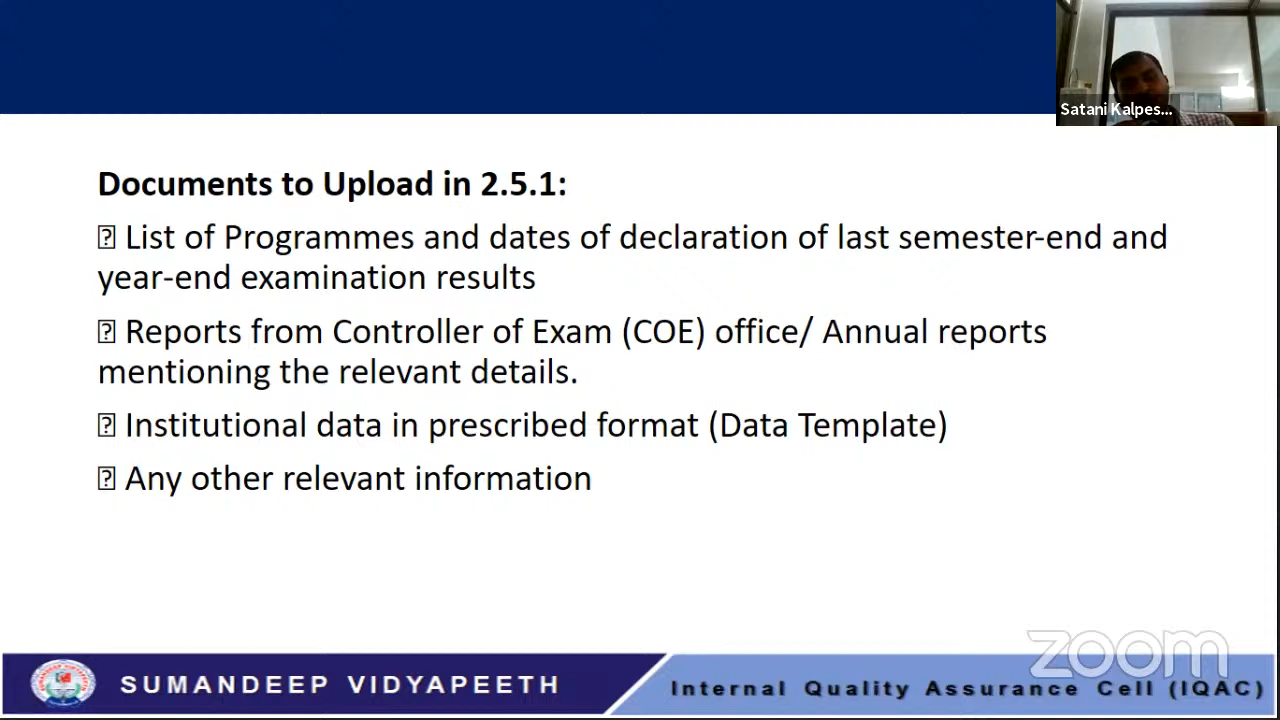 Satani Kalpes...
Documents to Upload in 2.5.1:
⍰ List of Programmes and dates of declaration of last semester-end and
year-end examination results
⍰ Reports from Controller of Exam (COE) office/ Annual reports
mentioning the relevant details.
⍰ Institutional data in prescribed format (Data Template)
⍰ Any other relevant information
zoom
SUMANDEEP VIDYAPEETH
Internal Quality Assurance Cell (IQAC)